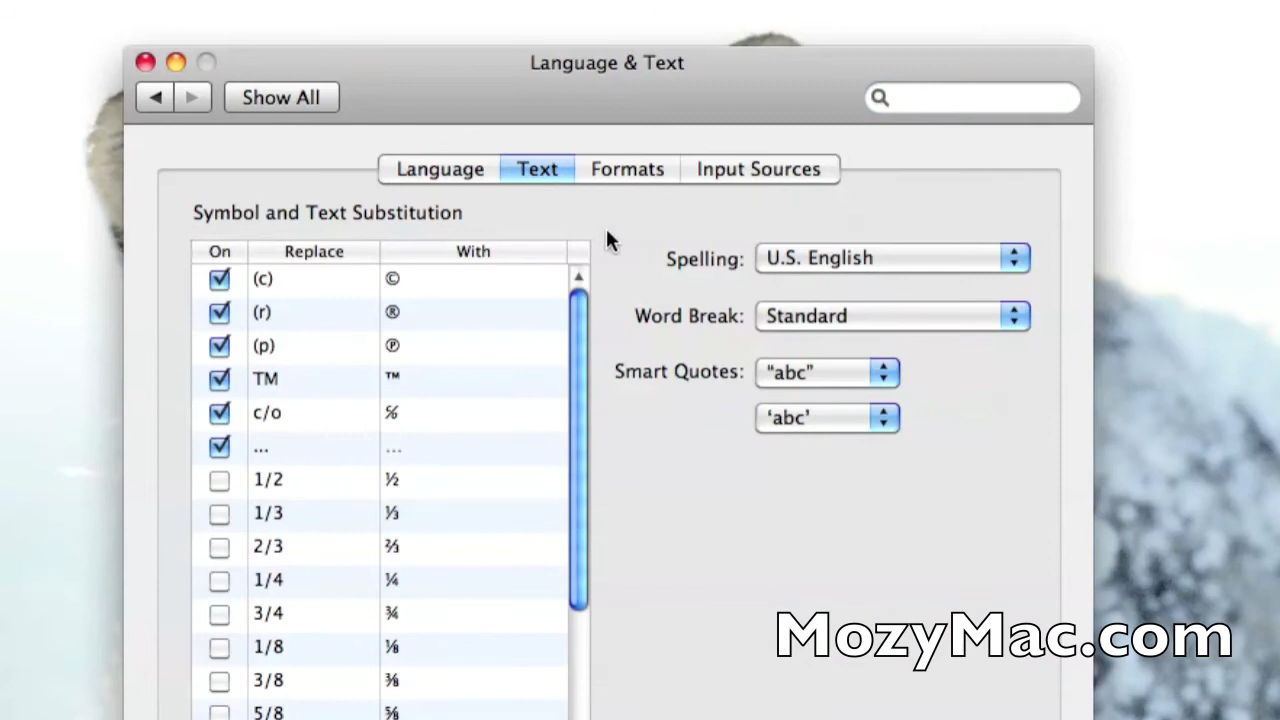 Language & Text
Show All
Language Text Formats Input Sources
Symbol and Text Substitution
On Replace With
(c) ©
(r) ®
(p) ℗
TM ™
c/o ℅
... …
1/2 ½
1/3 ⅓
2/3 ⅔
1/4 ¼
3/4 ¾
1/8 ⅛
3/8 ⅜
5/8 ⅝
Spelling: U.S. English
Word Break: Standard
Smart Quotes: “abc”
‘abc’
MozyMac.com